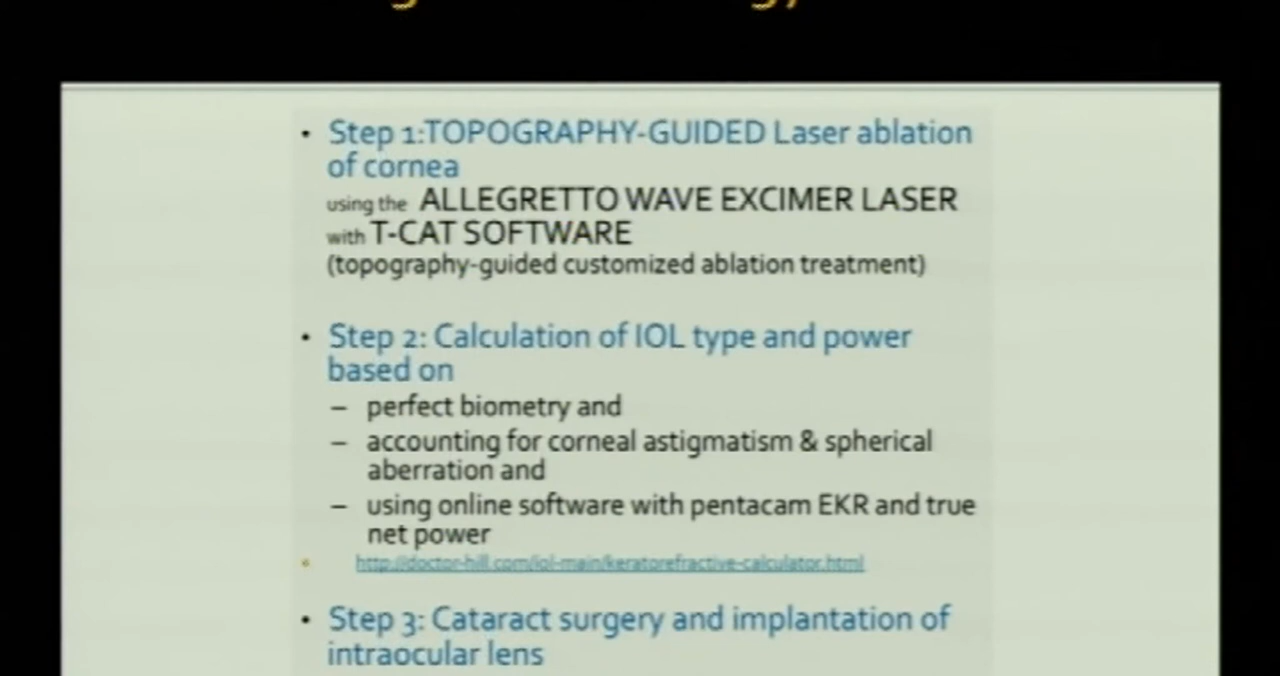 • Step 1:TOPOGRAPHY-GUIDED Laser ablation
of cornea
using the ALLEGRETTO WAVE EXCIMER LASER
with T-CAT SOFTWARE
(topography-guided customized ablation treatment)
• Step 2: Calculation of IOL type and power
based on
– perfect biometry and
– accounting for corneal astigmatism & spherical
aberration and
– using online software with pentacam EKR and true
net power
• http://doctor-hill.com/iol-main/keratorefractive-calculator.html
• Step 3: Cataract surgery and implantation of
intraocular lens